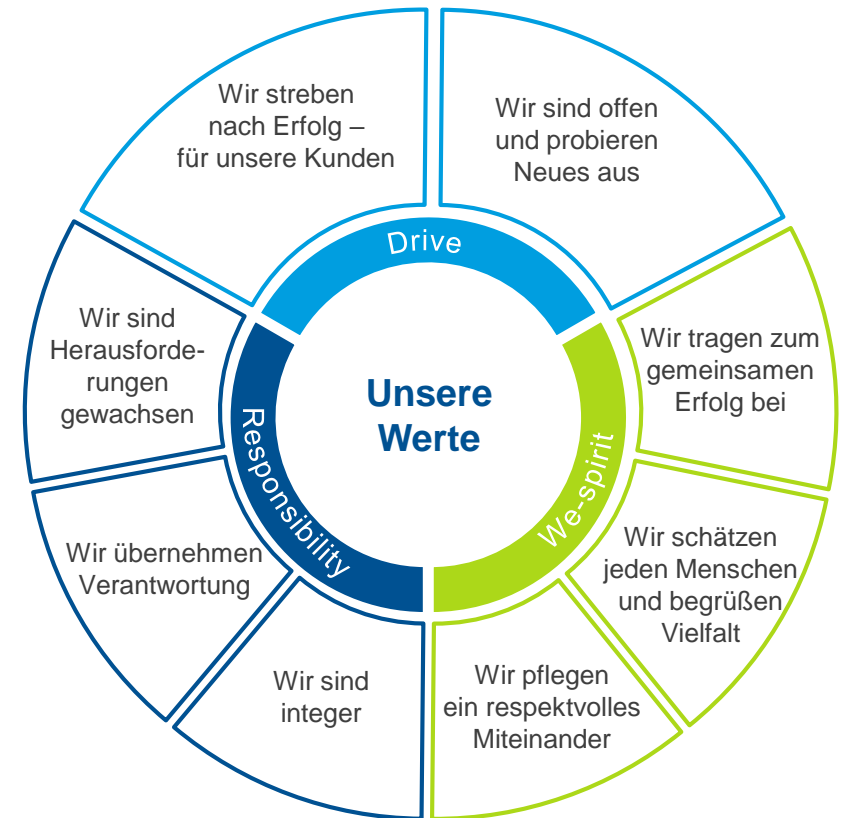 Wir streben
nach Erfolg –
für unsere Kunden
Wir sind offen
und probieren
Neues aus
Drive
Wir sind
Herausforde-
rungen
gewachsen
Wir tragen zum
gemeinsamen
Erfolg bei
Unsere
Werte
Responsibility
We-spirit
Wir übernehmen
Verantwortung
Wir schätzen
jeden Menschen
und begrüßen
Vielfalt
Wir sind
integer
Wir pflegen
ein respektvolles
Miteinander